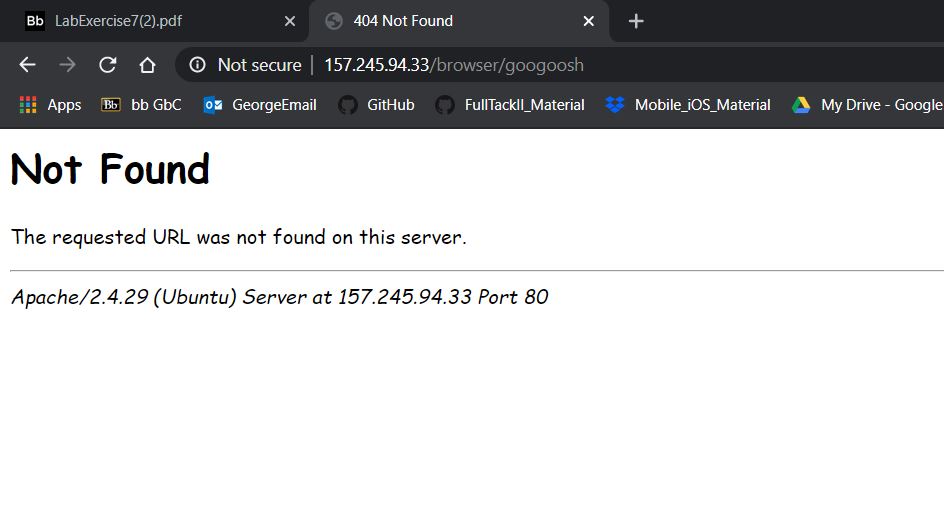 Bb LabExercise7(2).pdf 404 Not Found
Not secure | 157.245.94.33/browser/googoosh
Apps Bb bb GbC GeorgeEmail GitHub FullTackII_Material Mobile_iOS_Material My Drive - Google
Not Found
The requested URL was not found on this server.
Apache/2.4.29 (Ubuntu) Server at 157.245.94.33 Port 80